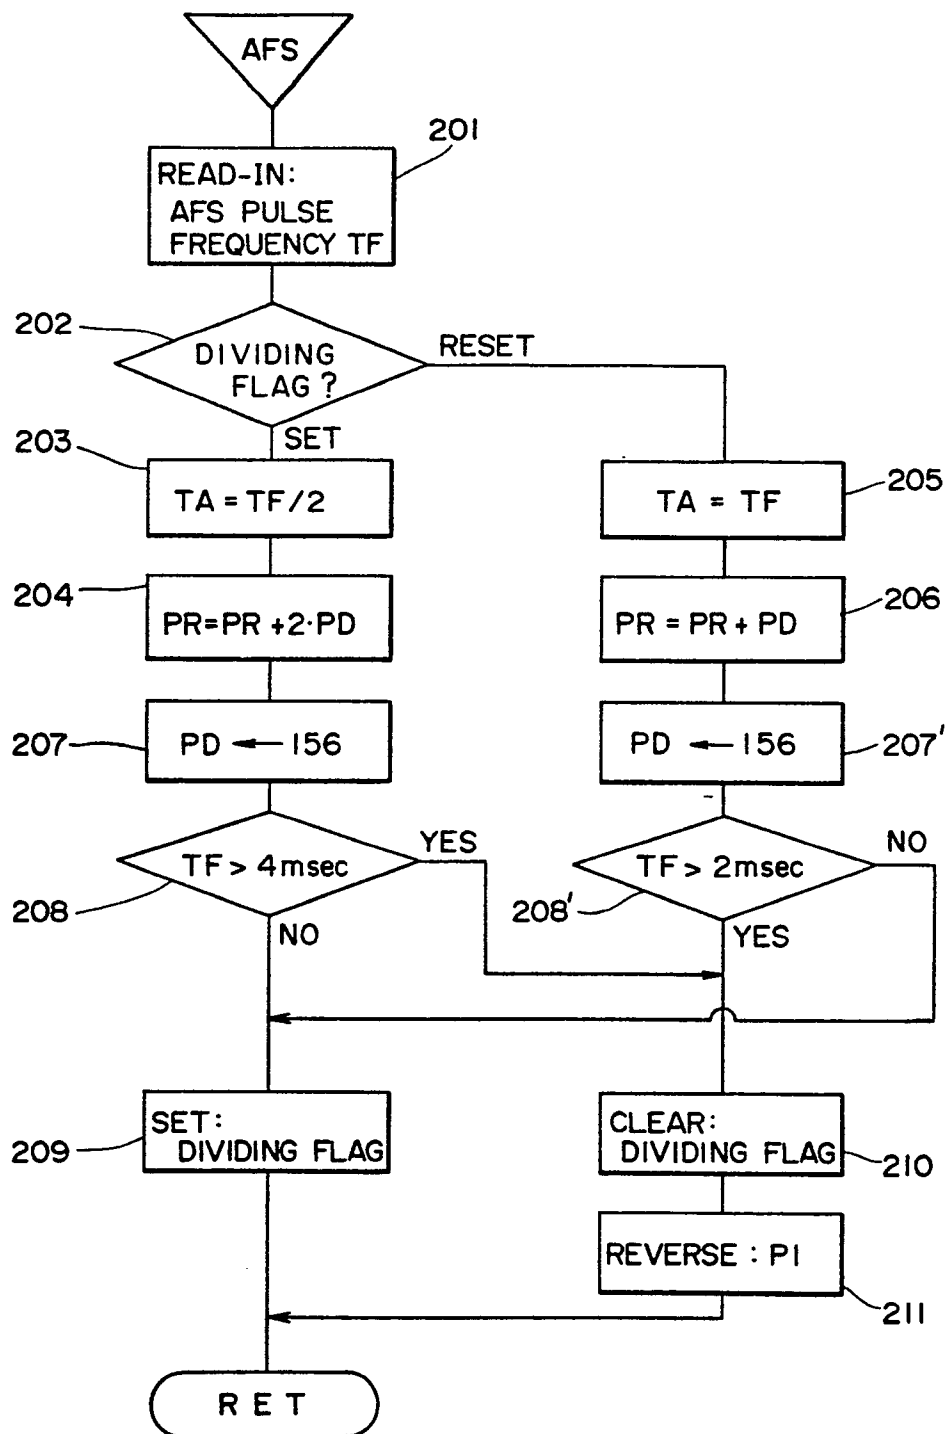 AFS
201
READ-IN:
AFS PULSE
FREQUENCY TF
202
DIVIDING
FLAG ?
RESET
SET
203
TA = TF/2
205
TA = TF
204
PR=PR+2·PD
206
PR = PR + PD
207
PD ← 156
207'
PD ← 156
208
TF > 4msec
YES
NO
208'
TF > 2msec
NO
YES
209
SET:
DIVIDING FLAG
210
CLEAR:
DIVIDING FLAG
211
REVERSE : P1
RET